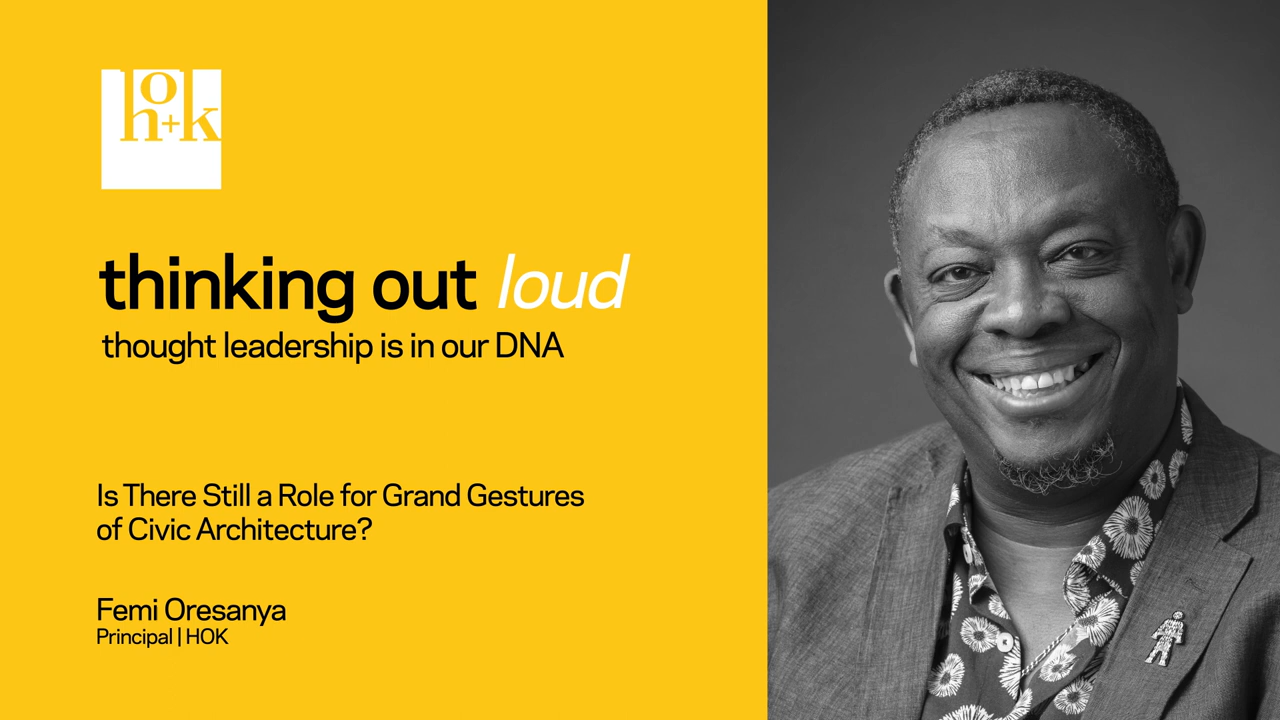 ho+k
thinking out loud
thought leadership is in our DNA
Is There Still a Role for Grand Gestures
of Civic Architecture?
Femi Oresanya
Principal | HOK